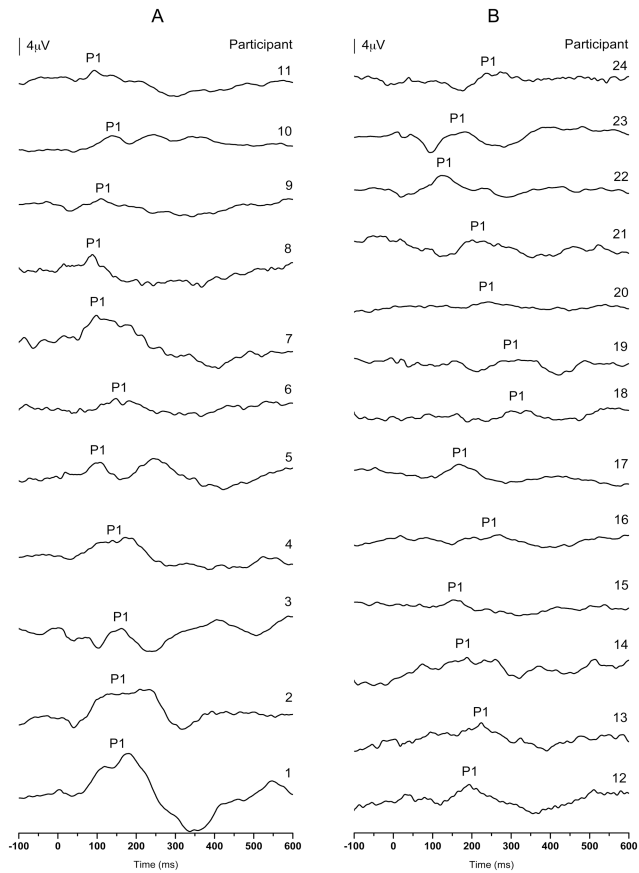 A
4μV Participant
P1
11
P1
10
P1
9
P1
8
P1
7
P1
6
P1
5
P1
4
P1
3
P1
2
P1
1
-100 0 100 200 300 400 500 600
Time (ms)
B
4μV Participant
P1
24
P1
23
P1
22
P1
21
P1
20
P1
19
P1
18
P1
17
P1
16
P1
15
P1
14
P1
13
P1
12
-100 0 100 200 300 400 500 600
Time (ms)